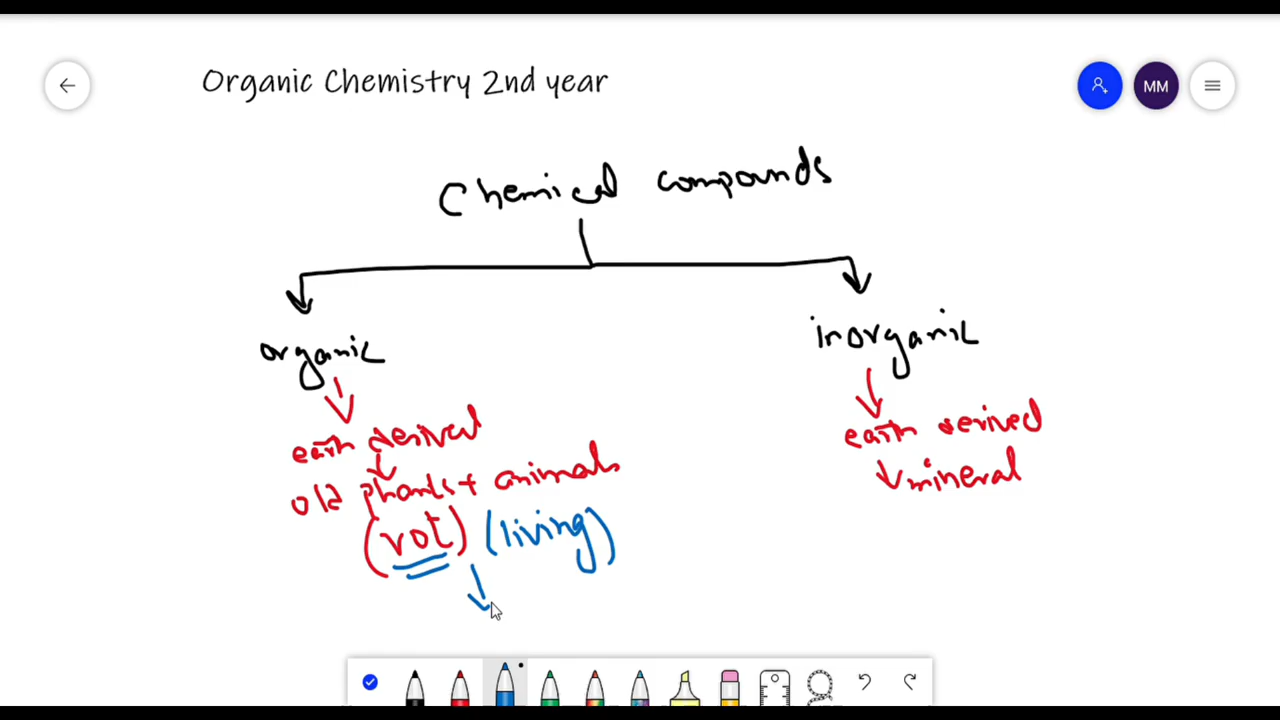 Organic Chemistry 2nd year
MM
Chemical compounds
organic
inorganic
earth derived
old plants + animals
(rot) (living)
earth derived
mineral